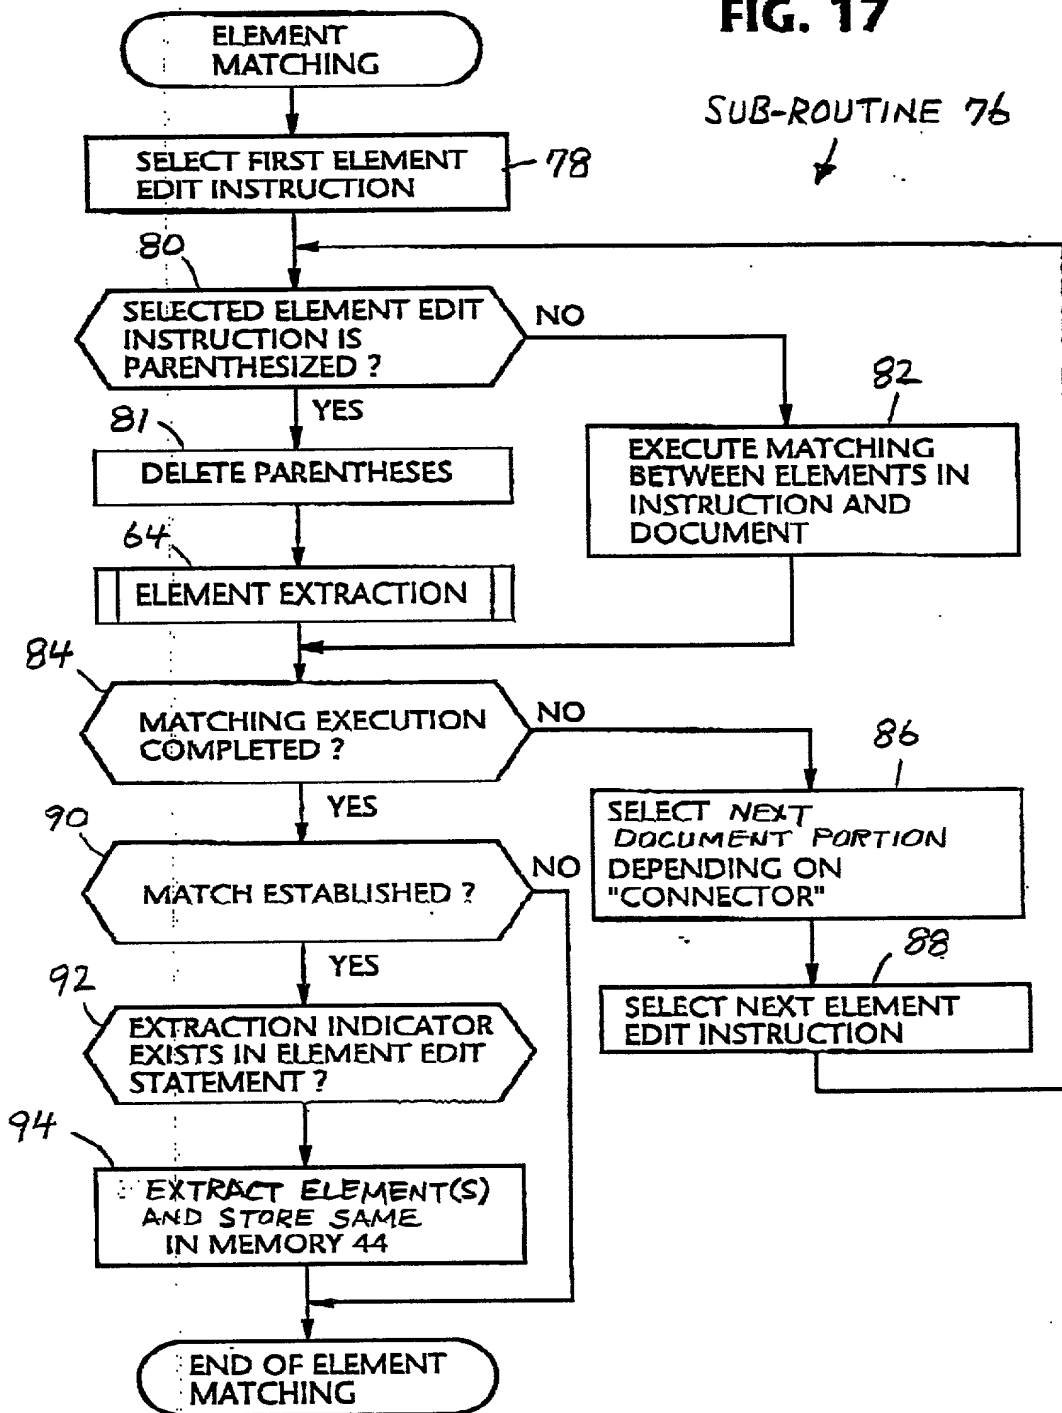 FIG. 17
ELEMENT
MATCHING
SUB-ROUTINE 76
SELECT FIRST ELEMENT
EDIT INSTRUCTION
78
80
SELECTED ELEMENT EDIT
INSTRUCTION IS
PARENTHESIZED ?
NO
YES
81
DELETE PARENTHESES
82
EXECUTE MATCHING
BETWEEN ELEMENTS IN
INSTRUCTION AND
DOCUMENT
64
ELEMENT EXTRACTION
84
MATCHING EXECUTION
COMPLETED ?
NO
YES
86
SELECT NEXT
DOCUMENT PORTION
DEPENDING ON
"CONNECTOR"
90
MATCH ESTABLISHED ?
NO
YES
88
SELECT NEXT ELEMENT
EDIT INSTRUCTION
92
EXTRACTION INDICATOR
EXISTS IN ELEMENT EDIT
STATEMENT ?
94
EXTRACT ELEMENT(S)
AND STORE SAME
IN MEMORY 44
END OF ELEMENT
MATCHING